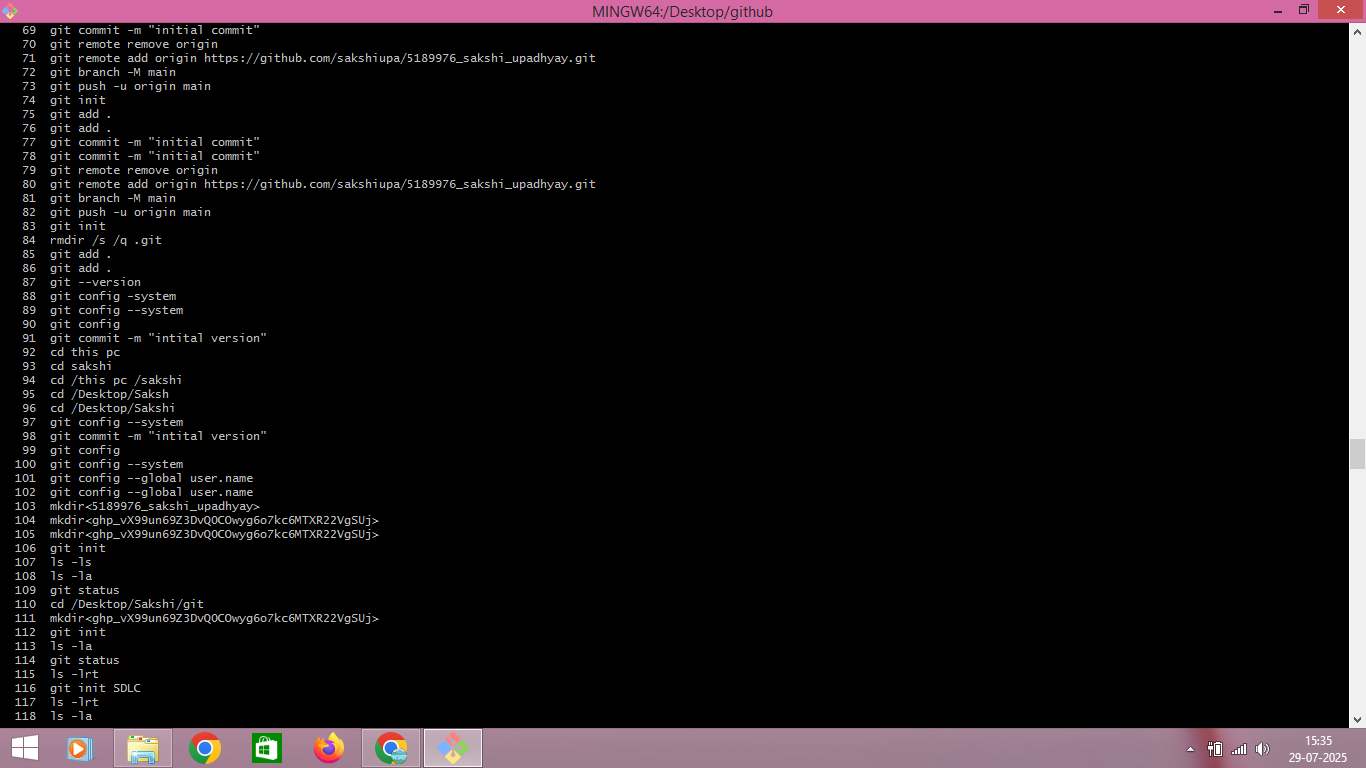 MINGW64:/Desktop/github
69 git commit -m "initial commit"
70 git remote remove origin
71 git remote add origin https://github.com/sakshiupa/5189976_sakshi_upadhyay.git
72 git branch -M main
73 git push -u origin main
74 git init
75 git add .
76 git add .
77 git commit -m "initial commit"
78 git commit -m "initial commit"
79 git remote remove origin
80 git remote add origin https://github.com/sakshiupa/5189976_sakshi_upadhyay.git
81 git branch -M main
82 git push -u origin main
83 git init
84 rmdir /s /q .git
85 git add .
86 git add .
87 git --version
88 git config -system
89 git config --system
90 git config
91 git commit -m "intital version"
92 cd this pc
93 cd sakshi
94 cd /this pc /sakshi
95 cd /Desktop/Saksh
96 cd /Desktop/Sakshi
97 git config --system
98 git commit -m "intital version"
99 git config
100 git config --system
101 git config --global user.name
102 git config --global user.name
103 mkdir<5189976_sakshi_upadhyay>
104 mkdir<ghp_vX99un69Z3DvQOCOwyg6o7kc6MTXR22VgSUj>
105 mkdir<ghp_vX99un69Z3DvQOCOwyg6o7kc6MTXR22VgSUj>
106 git init
107 ls -ls
108 ls -la
109 git status
110 cd /Desktop/Sakshi/git
111 mkdir<ghp_vX99un69Z3DvQOCOwyg6o7kc6MTXR22VgSUj>
112 git init
113 ls -la
114 git status
115 ls -lrt
116 git init SDLC
117 ls -lrt
118 ls -la
15:35
29-07-2025